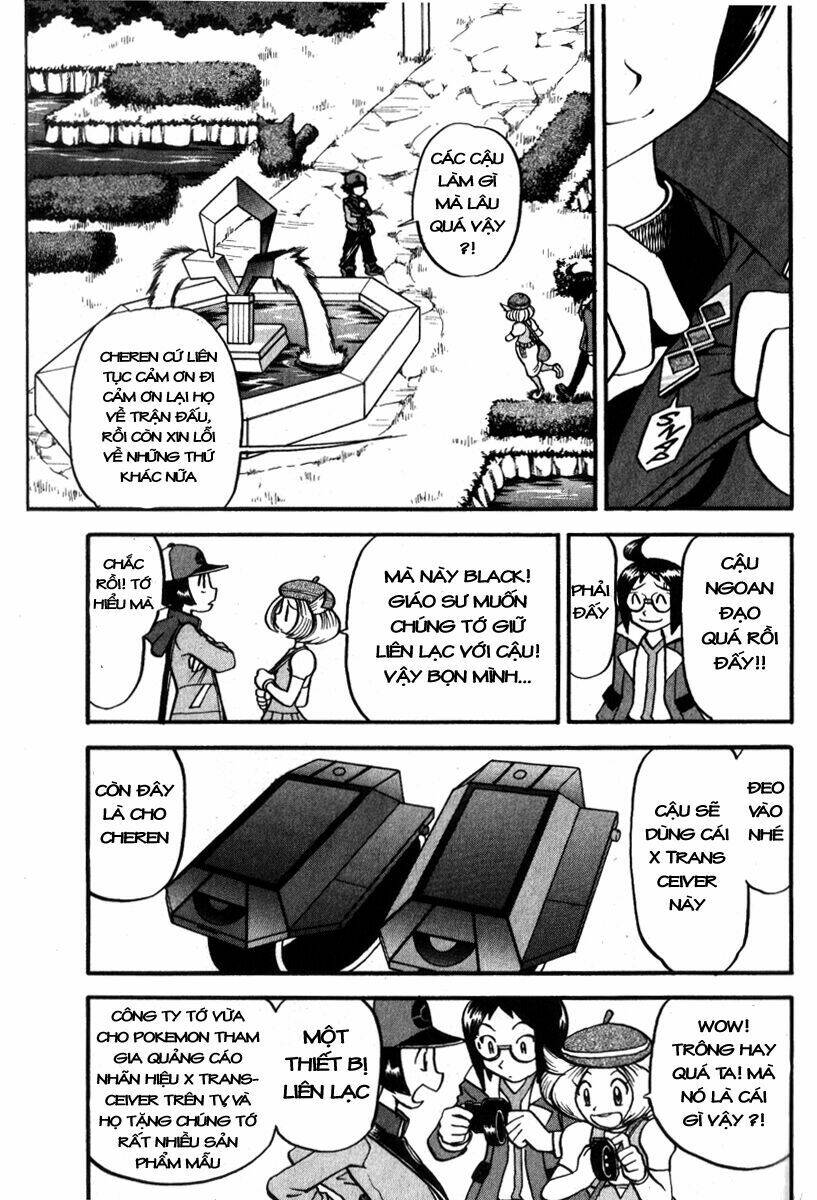 CÁC CẬU
LÀM GÌ
MÀ LÂU
QUÁ VẬY
?!
CHEREN CỨ LIÊN
TỤC CẢM ƠN ĐI
CẢM ƠN LẠI HỌ
VỀ TRẬN ĐẤU,
RỒI CÒN XIN LỖI
VỀ NHỮNG THỨ
KHÁC NỮA
CẬU
NGOAN
ĐẠO
QUÁ RỒI
ĐẤY!!
PHẢI
ĐẤY
MÀ NÀY BLACK!
GIÁO SƯ MUỐN
CHÚNG TỚ GIỮ
LIÊN LẠC VỚI CẬU!
VẬY BỌN MÌNH...
CHẮC
RỒI! TỚ
HIỂU MÀ
ĐEO
VÀO
NHÉ
CẬU SẼ
DÙNG CÁI
X TRANS
CEIVER
NÀY
CÒN ĐÂY
LÀ CHO
CHEREN
WOW!
TRÔNG HAY
QUÁ TA! MÀ
NÓ LÀ CÁI
GÌ VẬY ?!
MỘT
THIẾT BỊ
LIÊN LẠC
CÔNG TY TỚ VỪA
CHO POKEMON THAM
GIA QUẢNG CÁO
NHÃN HIỆU X TRANS-
CEIVER TRÊN TV VÀ
HỌ TẶNG CHÚNG TỚ
RẤT NHIỀU SẢN
PHẨM MẪU